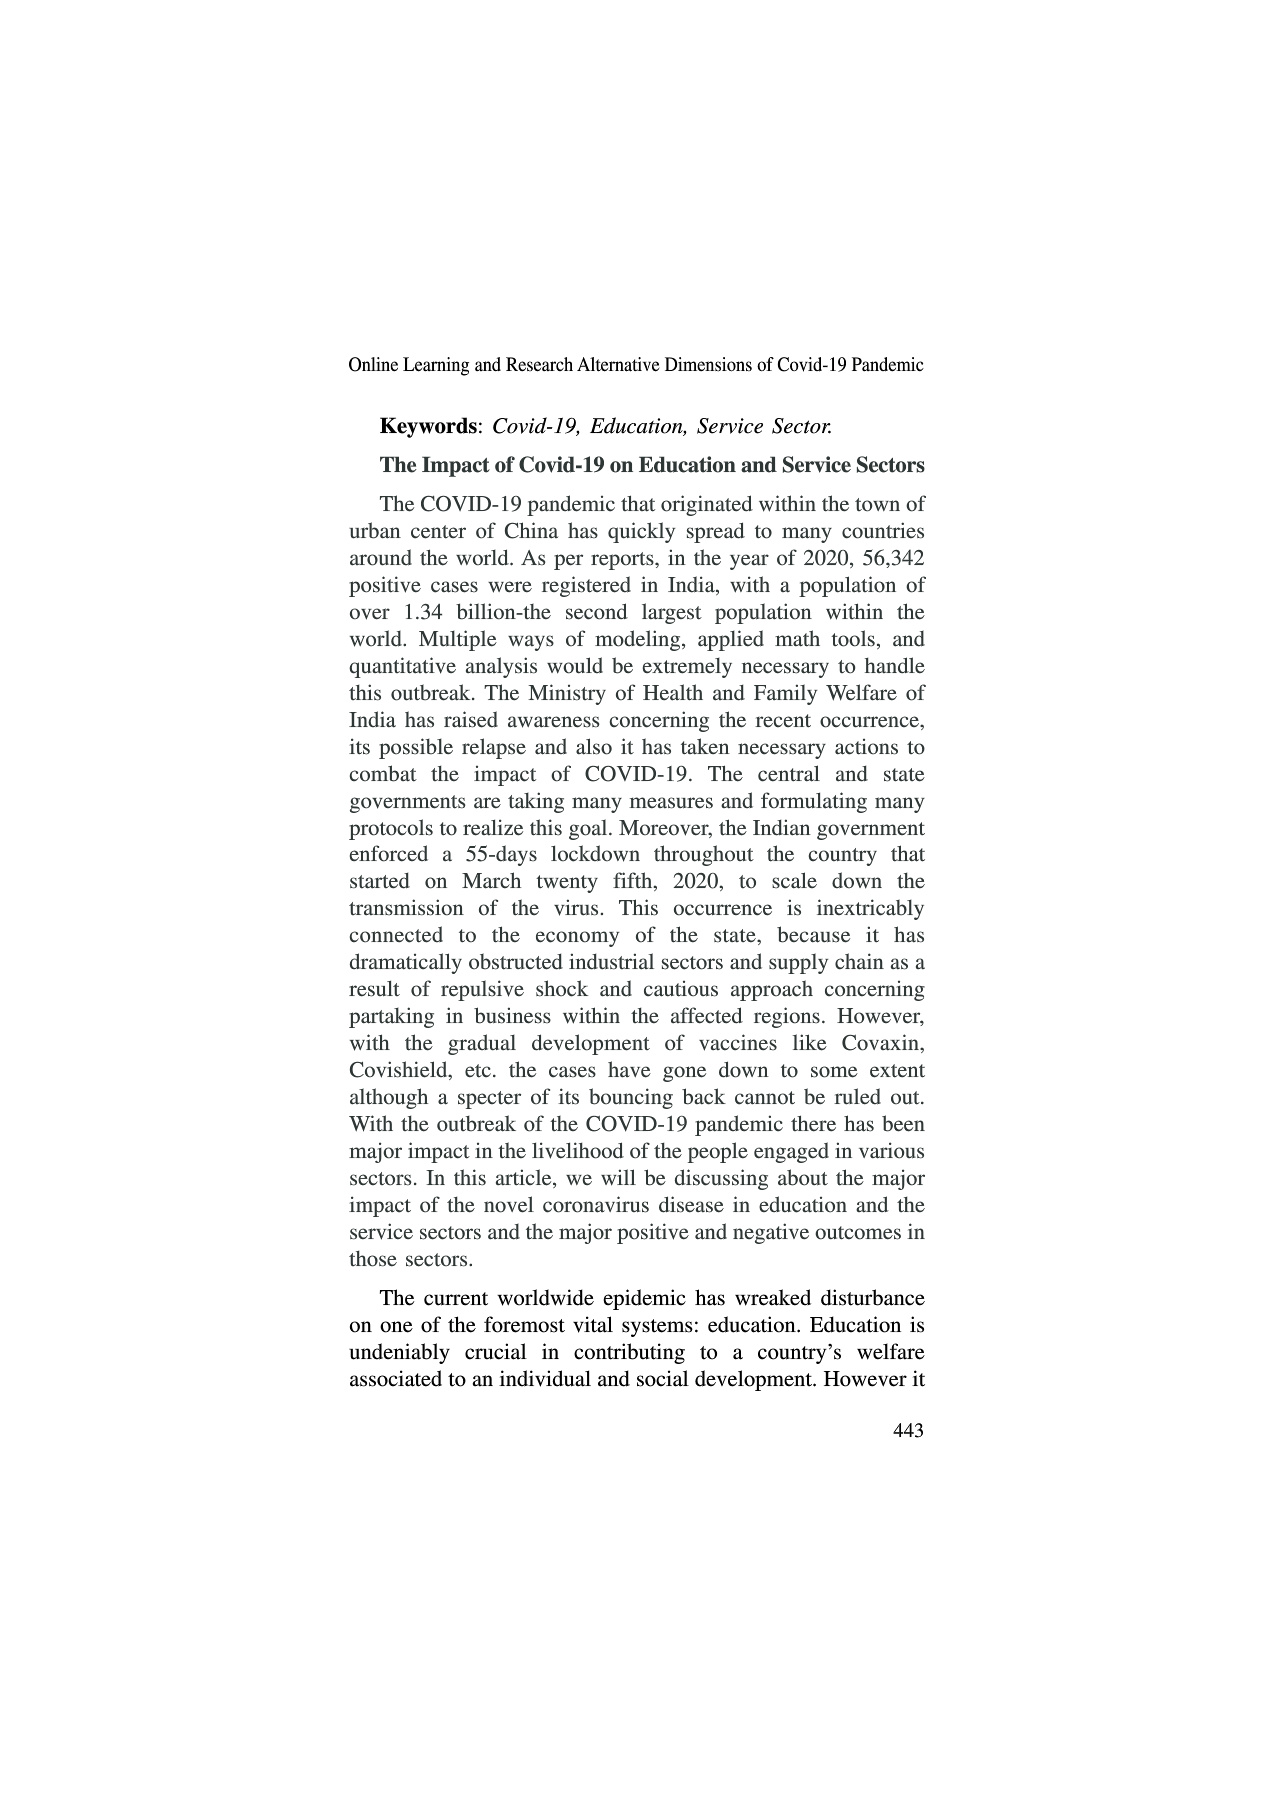 Online Learning and Research Alternative Dimensions of Covid-19 Pandemic
Keywords: Covid-19, Education, Service Sector.
The Impact of Covid-19 on Education and Service Sectors
The COVID-19 pandemic that originated within the town of
urban center of China has quickly spread to many countries
around the world. As per reports, in the year of 2020, 56,342
positive cases were registered in India, with a population of
over 1.34 billion-the second largest population within the
world. Multiple ways of modeling, applied math tools, and
quantitative analysis would be extremely necessary to handle
this outbreak. The Ministry of Health and Family Welfare of
India has raised awareness concerning the recent occurrence,
its possible relapse and also it has taken necessary actions to
combat the impact of COVID-19. The central and state
governments are taking many measures and formulating many
protocols to realize this goal. Moreover, the Indian government
enforced a 55-days lockdown throughout the country that
started on March twenty fifth, 2020, to scale down the
transmission of the virus. This occurrence is inextricably
connected to the economy of the state, because it has
dramatically obstructed industrial sectors and supply chain as a
result of repulsive shock and cautious approach concerning
partaking in business within the affected regions. However,
with the gradual development of vaccines like Covaxin,
Covishield, etc. the cases have gone down to some extent
although a specter of its bouncing back cannot be ruled out.
With the outbreak of the COVID-19 pandemic there has been
major impact in the livelihood of the people engaged in various
sectors. In this article, we will be discussing about the major
impact of the novel coronavirus disease in education and the
service sectors and the major positive and negative outcomes in
those sectors.
The current worldwide epidemic has wreaked disturbance
on one of the foremost vital systems: education. Education is
undeniably crucial in contributing to a country’s welfare
associated to an individual and social development. However it
443